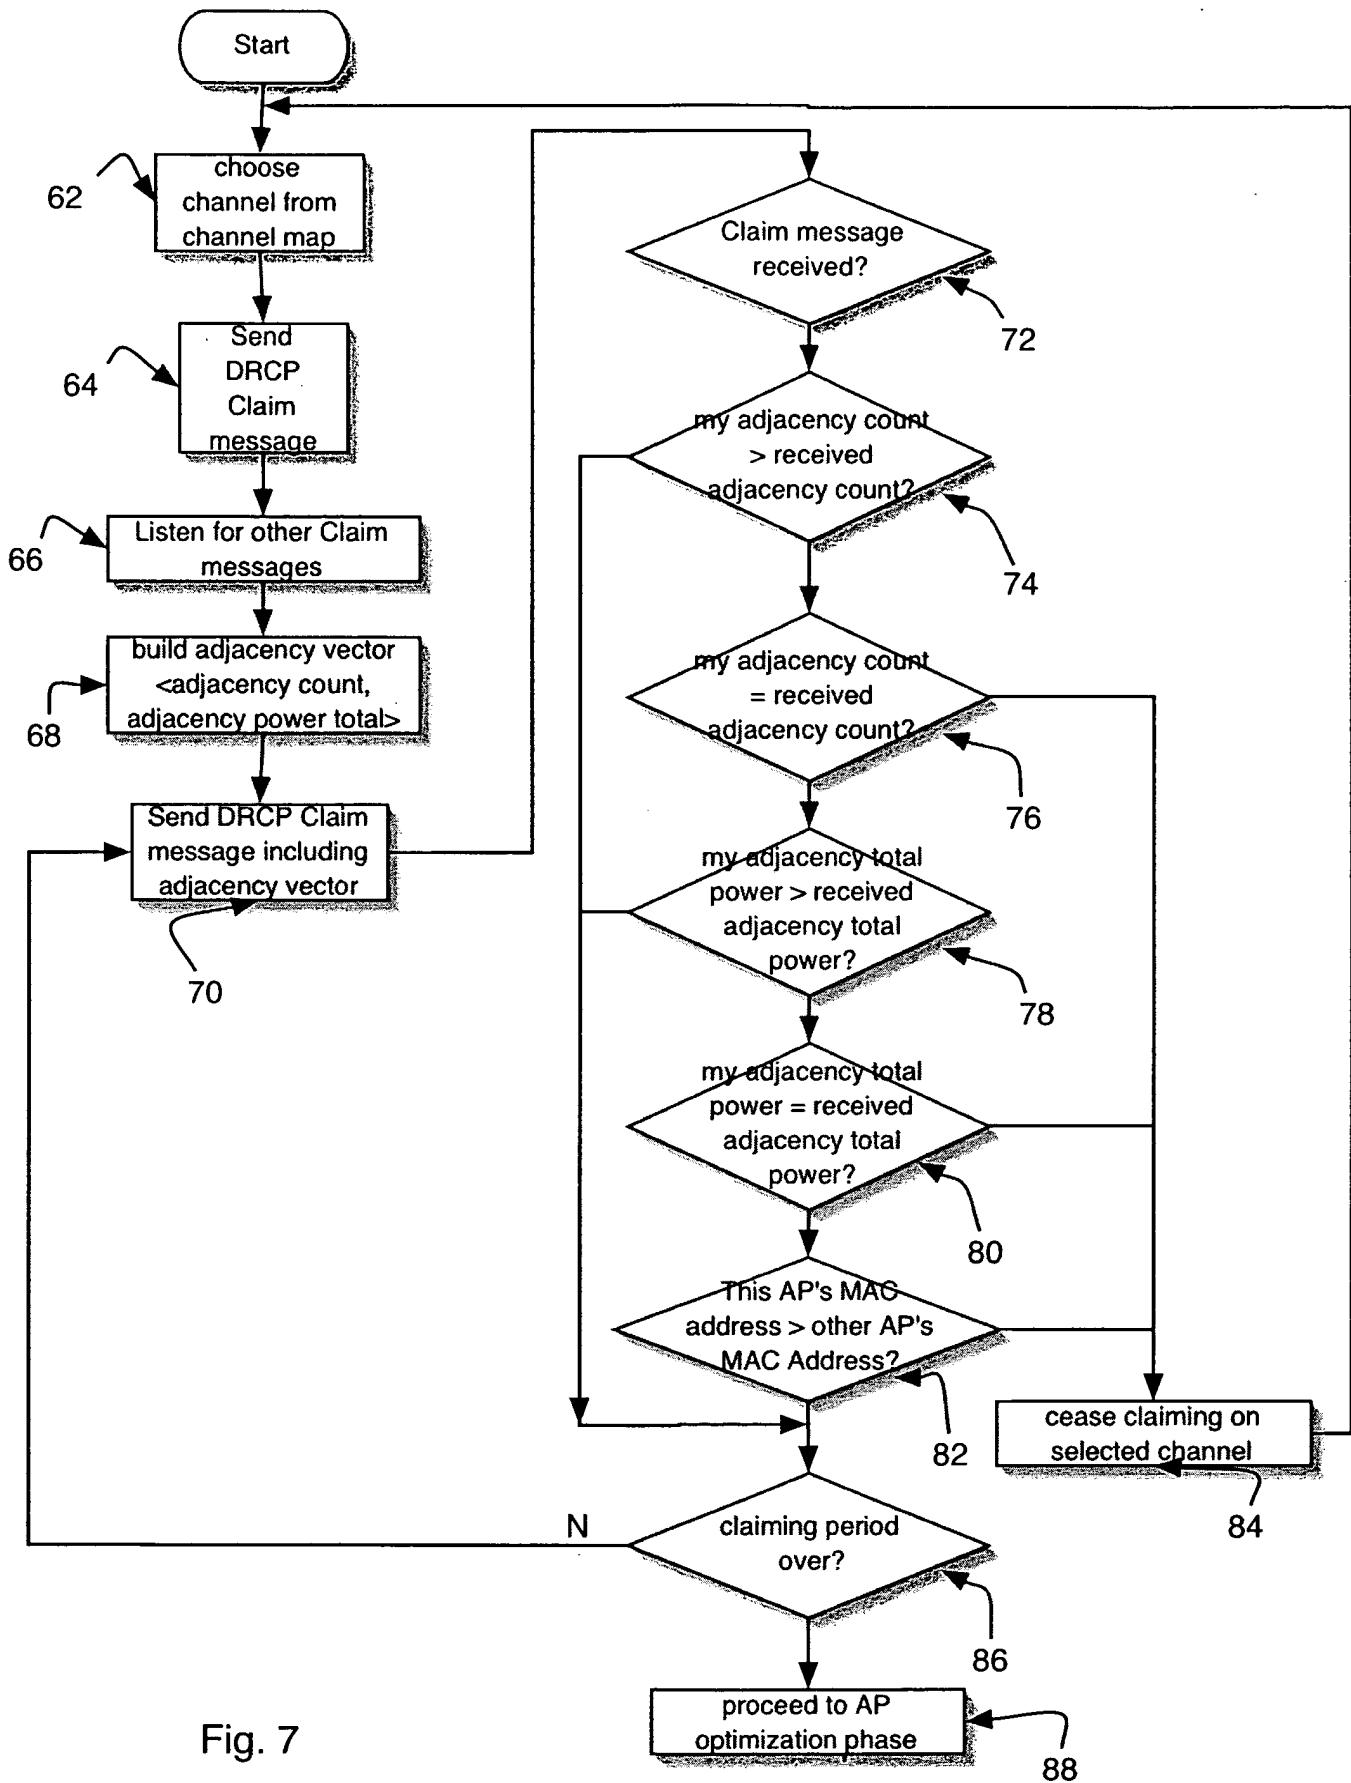 Start
62
choose
channel from
channel map
64
Send
DRCP
Claim
message
66
Listen for other Claim
messages
68
build adjacency vector
<adjacency count,
adjacency power total>
Send DRCP Claim
message including
adjacency vector
70
Claim message
received?
72
my adjacency count
> received
adjacency count?
74
my adjacency count
= received
adjacency count?
76
my adjacency total
power > received
adjacency total
power?
78
my adjacency total
power = received
adjacency total
power?
80
This AP's MAC
address > other AP's
MAC Address?
82
cease claiming on
selected channel
84
N
claiming period
over?
86
proceed to AP
optimization phase
88
Fig. 7